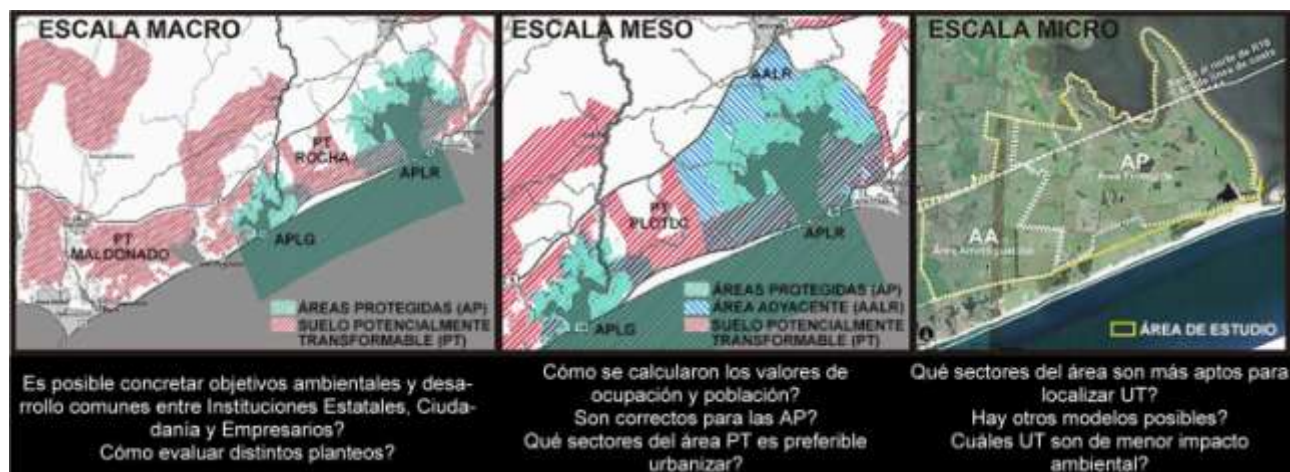 ESCALA MACRO
PT
ROCHA
APLR
PT
MALDONADO
APLG
ÁREAS PROTEGIDAS (AP)
SUELO POTENCIALMENTE
TRANSFORMABLE (PT)
Es posible concretar objetivos ambientales y desa-
rrollo comunes entre Instituciones Estatales, Ciuda-
danía y Empresarios?
Cómo evaluar distintos planteos?
ESCALA MESO
AALR
PT
PLOTLC
APLR
APLG
ÁREAS PROTEGIDAS (AP)
ÁREA ADYACENTE (AALR)
SUELO POTENCIALMENTE
TRANSFORMABLE (PT)
Cómo se calcularon los valores de
ocupación y población?
Son correctos para las AP?
Qué sectores del área PT es preferible
urbanizar?
ESCALA MICRO
AP
Área Protegida
AA
ÁREA DE ESTUDIO
Qué sectores del área son más aptos para
localizar UT?
Hay otros modelos posibles?
Cuáles UT son de menor impacto
ambiental?